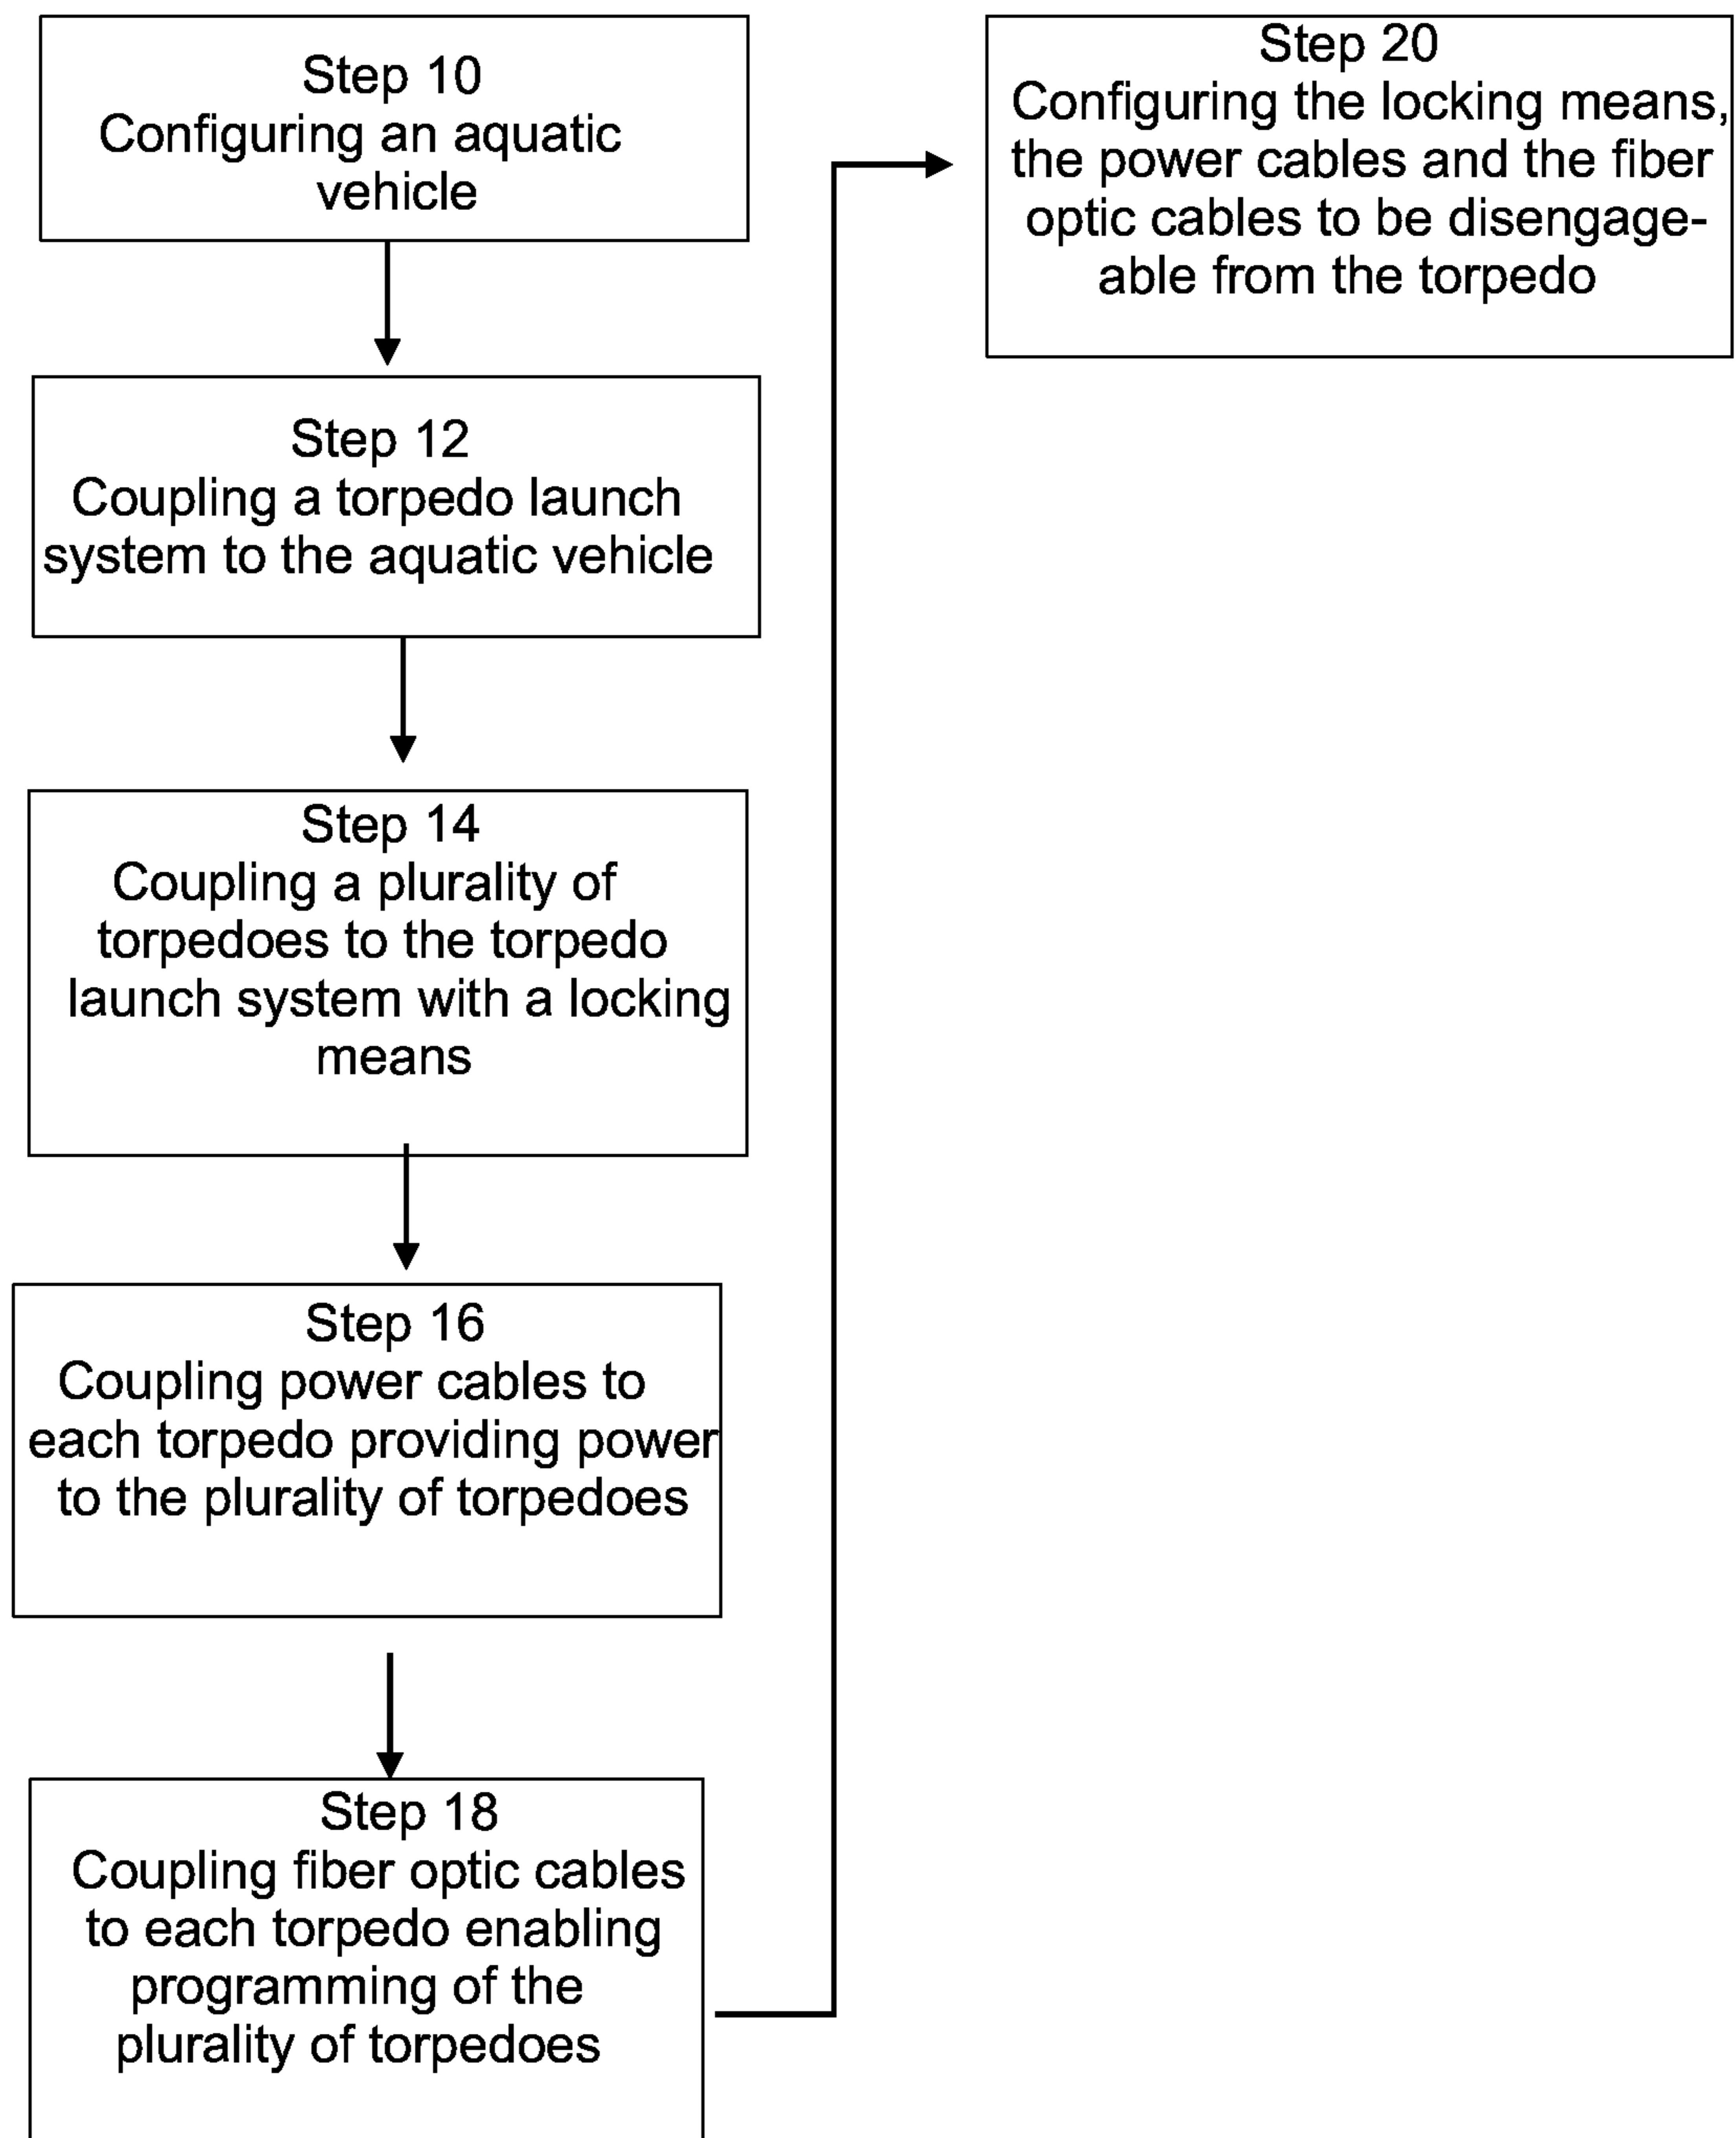 Step 10
Configuring an aquatic
vehicle
Step 12
Coupling a torpedo launch
system to the aquatic vehicle
Step 14
Coupling a plurality of
torpedoes to the torpedo
launch system with a locking
means
Step 16
Coupling power cables to
each torpedo providing power
to the plurality of torpedoes
Step 18
Coupling fiber optic cables
to each torpedo enabling
programming of the
plurality of torpedoes
Step 20
Configuring the locking means,
the power cables and the fiber
optic cables to be disengage-
able from the torpedo